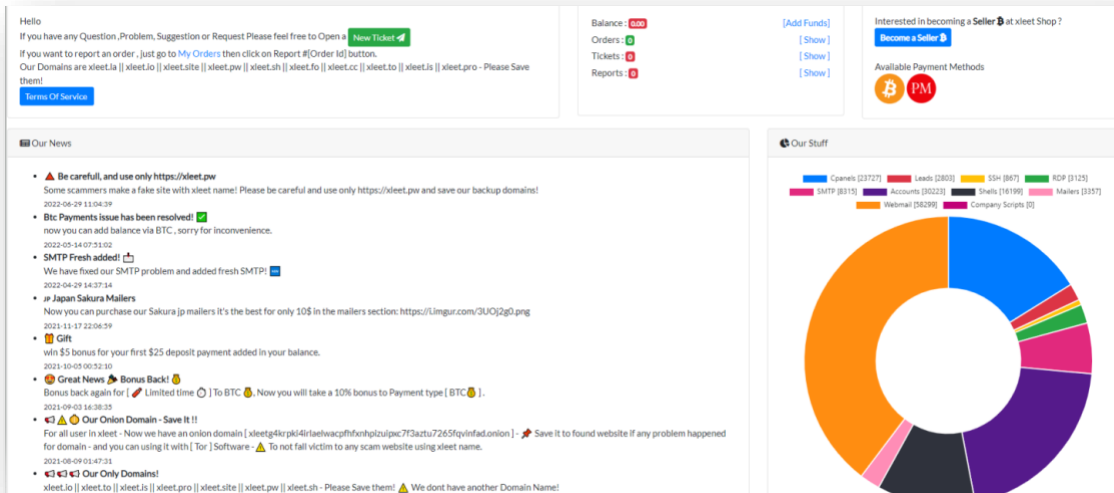 Hello
If you have any Question ,Problem, Suggestion or Request Please feel free to Open a New Ticket
if you want to report an order , just go to My Orders then click on Report #[Order Id] button.
Our Domains are xleet.la || xleet.io || xleet.site || xleet.pw || xleet.sh || xleet.fo || xleet.cc || xleet.to || xleet.is || xleet.pro - Please Save
them!
Terms Of Service
Balance : 0.00 [Add Funds]
Orders : 0 [ Show ]
Tickets : 0 [ Show ]
Reports : 0 [ Show ]
Interested in becoming a Seller at xleet Shop ?
Become a Seller
Available Payment Methods
PM
Our News
Be carefull, and use only https://xleet.pw
Some scammers make a fake site with xleet name! Please be careful and use only https://xleet.pw and save our backup domains!
2022-06-29 11:04:39
Btc Payments issue has been resolved! ✅
now you can add balance via BTC , sorry for inconvenience.
2022-05-14 07:51:02
SMTP Fresh added!
We have fixed our SMTP problem and added fresh SMTP!
2022-04-29 14:37:14
JP Japan Sakura Mailers
Now you can purchase our Sakura jp mailers it's the best for only 10$ in the mailers section: https://i.imgur.com/3UOj2g0.png
2021-11-17 22:06:59
Gift
win $5 bonus for your first $25 deposit payment added in your balance.
2021-10-05 00:52:10
Great News Bonus Back!
Bonus back again for [ Limited time ] To BTC , Now you will take a 10% bonus to Payment type [ BTC ] .
2021-09-03 16:38:35
Our Onion Domain - Save It !!
For all user in xleet - Now we have an onion domain [ ] - Save it to found website if any problem happened
for domain - and you can using it with [ Tor ] Software - To not fall victim to any scam website using xleet name.
2021-08-09 01:47:31
Our Only Domains!
xleet.io || xleet.to || xleet.is || xleet.pro || xleet.site || xleet.pw || xleet.sh - Please Save them! We dont have another Domain Name!
Our Stuff
Cpanels [23727] Leads [2803] SSH [867] RDP [3125]
SMTP [8315] Accounts [30223] Shells [16199] Mailers [3357]
Webmail [58299] Company Scripts [0]